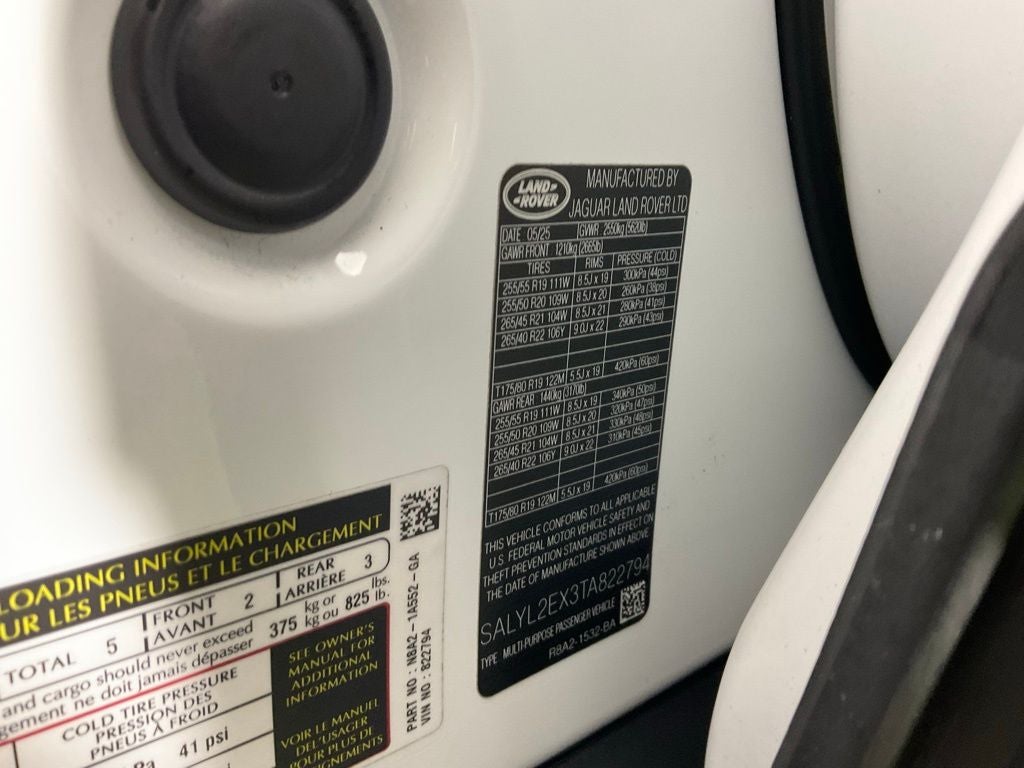 LAND-
-ROVER
MANUFACTURED BY
JAGUAR LAND ROVER LTD
DATE 05/25 GVWR 2550kg (5620lb)
GAWR FRONT 1210kg (2665lb)
TIRES RIMS PRESSURE (COLD)
255/55 R19 111W 8.5J x 19 300kPa (44psi)
255/50 R20 109W 8.5J x 20 260kPa (38psi)
265/45 R21 104W 8.5J x 21 280kPa (41psi)
265/40 R22 106Y 9.0J x 22 290kPa (43psi)
T175/80 R19 122M 5.5J x 19 420kPa (60psi)
GAWR REAR 1440kg (3170lb)
255/55 R19 111W 8.5J x 19 340kPa (50psi)
255/50 R20 109W 8.5J x 20 320kPa (47psi)
265/45 R21 104W 8.5J x 21 330kPa (48psi)
265/40 R22 106Y 9.0J x 22 310kPa (45psi)
T175/80 R19 122M 5.5J x 19 420kPa (60psi)
THIS VEHICLE CONFORMS TO ALL APPLICABLE
U.S. FEDERAL MOTOR VEHICLE SAFETY AND
THEFT PREVENTION STANDARDS IN EFFECT ON
THE DATE OF MANUFACTURE SHOWN ABOVE
SALYL2EX3TA822794
TYPE MULTI-PURPOSE PASSENGER VEHICLE
R8A2-1532-BA
LOADING INFORMATION
UR LES PNEUS ET LE CHARGEMENT
TOTAL 5 FRONT AVANT 2 REAR ARRIÈRE 3
and cargo should never exceed 375 kg or 825 lbs.
gement ne doit jamais dépasser kg ou lb.
COLD TIRE PRESSURE
PRESSION DES
PNEUS À FROID
Pa 41 psi
SEE OWNER'S
MANUAL FOR
ADDITIONAL
INFORMATION
VOIR LE MANUEL
DEL'USAGER
POUR PLUS DE
IGNEMENTS
PART NO : N8A2-1A552-GA
VIN NO : 822794